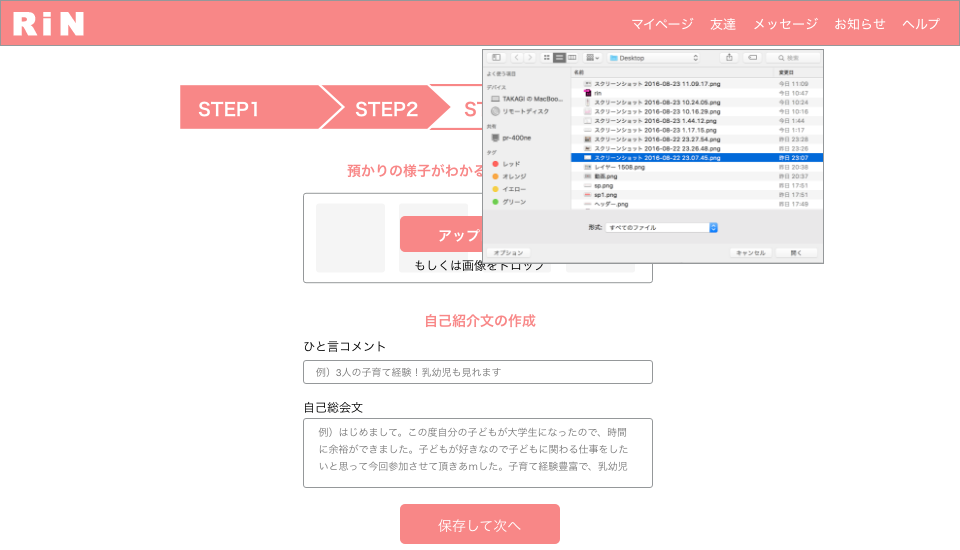 RiN
マイページ 友達 メッセージ お知らせ ヘルプ
STEP1
STEP2
預かりの様子がわかる
アップ
もしくは画像をドロップ
Desktop
検索
よく使う項目
デバイス
TAKAGI の MacBoo...
リモートディスク
共有
pr-400ne
タグ
レッド
オレンジ
イエロー
グリーン
名前 変更日
スクリーンショット 2016-08-23 11.09.17.png 今日 11:09
rin 今日 10:47
スクリーンショット 2016-08-23 10.24.05.png 今日 10:24
スクリーンショット 2016-08-23 10.16.29.png 今日 10:16
スクリーンショット 2016-08-23 1.44.12.png 今日 1:44
スクリーンショット 2016-08-23 1.17.15.png 今日 1:17
スクリーンショット 2016-08-22 23.27.54.png 昨日 23:28
スクリーンショット 2016-08-22 23.26.48.png 昨日 23:26
スクリーンショット 2016-08-22 23.07.45.png 昨日 23:07
レイヤー 1508.png 昨日 20:38
動画.png 昨日 20:37
sp.png 昨日 17:51
sp1.png 昨日 17:51
ヘッダー.png 昨日 17:49
形式: すべてのファイル
オプション キャンセル 開く
自己紹介文の作成
ひと言コメント
例）3人の子育て経験！乳幼児も見れます
自己総会文
例）はじめまして。この度自分の子どもが大学生になったので、時間
に余裕ができました。子どもが好きなので子どもに関わる仕事をした
いと思って今回参加させて頂きあmした。子育て経験豊富で、乳幼児
保存して次へ